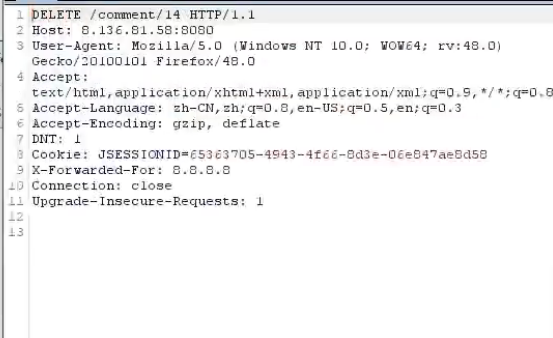 1 DELETE /comment/14 HTTP/1.1
2 Host: 8.136.81.58:8080
3 User-Agent: Mozilla/5.0 (Windows NT 10.0; WOW64; rv:48.0)
Gecko/20100101 Firefox/48.0
4 Accept:
text/html,application/xhtml+xml,application/xml;q=0.9,*/*;q=0.8
5 Accept-Language: zh-CN,zh;q=0.8,en-US;q=0.5,en;q=0.3
6 Accept-Encoding: gzip, deflate
7 DNT: 1
8 Cookie: JSESSIONID=65363705-4943-4f66-8d3e-06e847ae8d58
9 X-Forwarded-For: 8.8.8.8
10 Connection: close
11 Upgrade-Insecure-Requests: 1
12
13